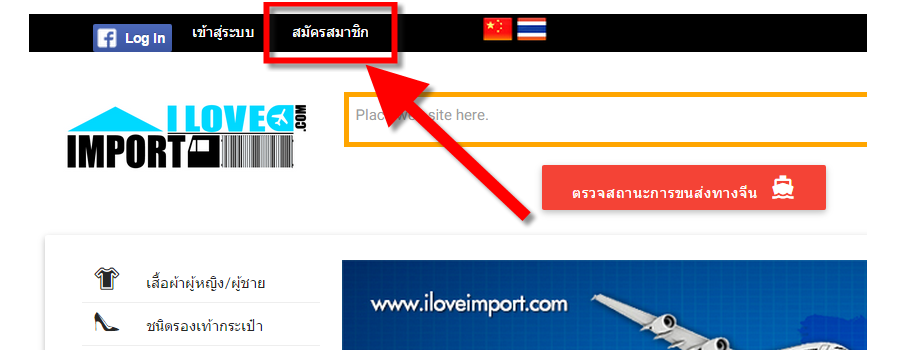 Log In เข้าสู่ระบบ สมัครสมาชิก
I LOVE
.COM
IMPORT
Place website here.
ตรวจสถานะการขนส่งทางจีน
เสื้อผ้าผู้หญิง/ผู้ชาย
www.iloveimport.com
ชนิดรองเท้ากระเป๋า